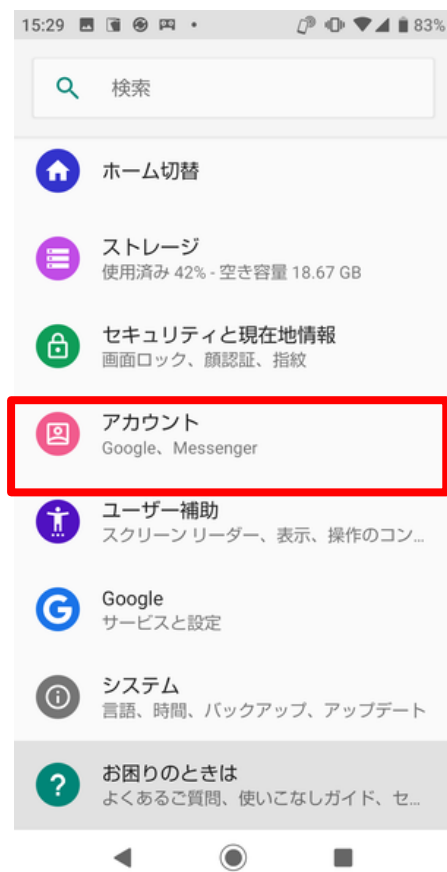 15:29 83%
検索
ホーム切替
ストレージ
使用済み 42% - 空き容量 18.67 GB
セキュリティと現在地情報
画面ロック、顔認証、指紋
アカウント
Google、Messenger
ユーザー補助
スクリーン リーダー、表示、操作のコン...
Google
サービスと設定
システム
言語、時間、バックアップ、アップデート
お困りのときは
よくあるご質問、使いこなしガイド、セ...